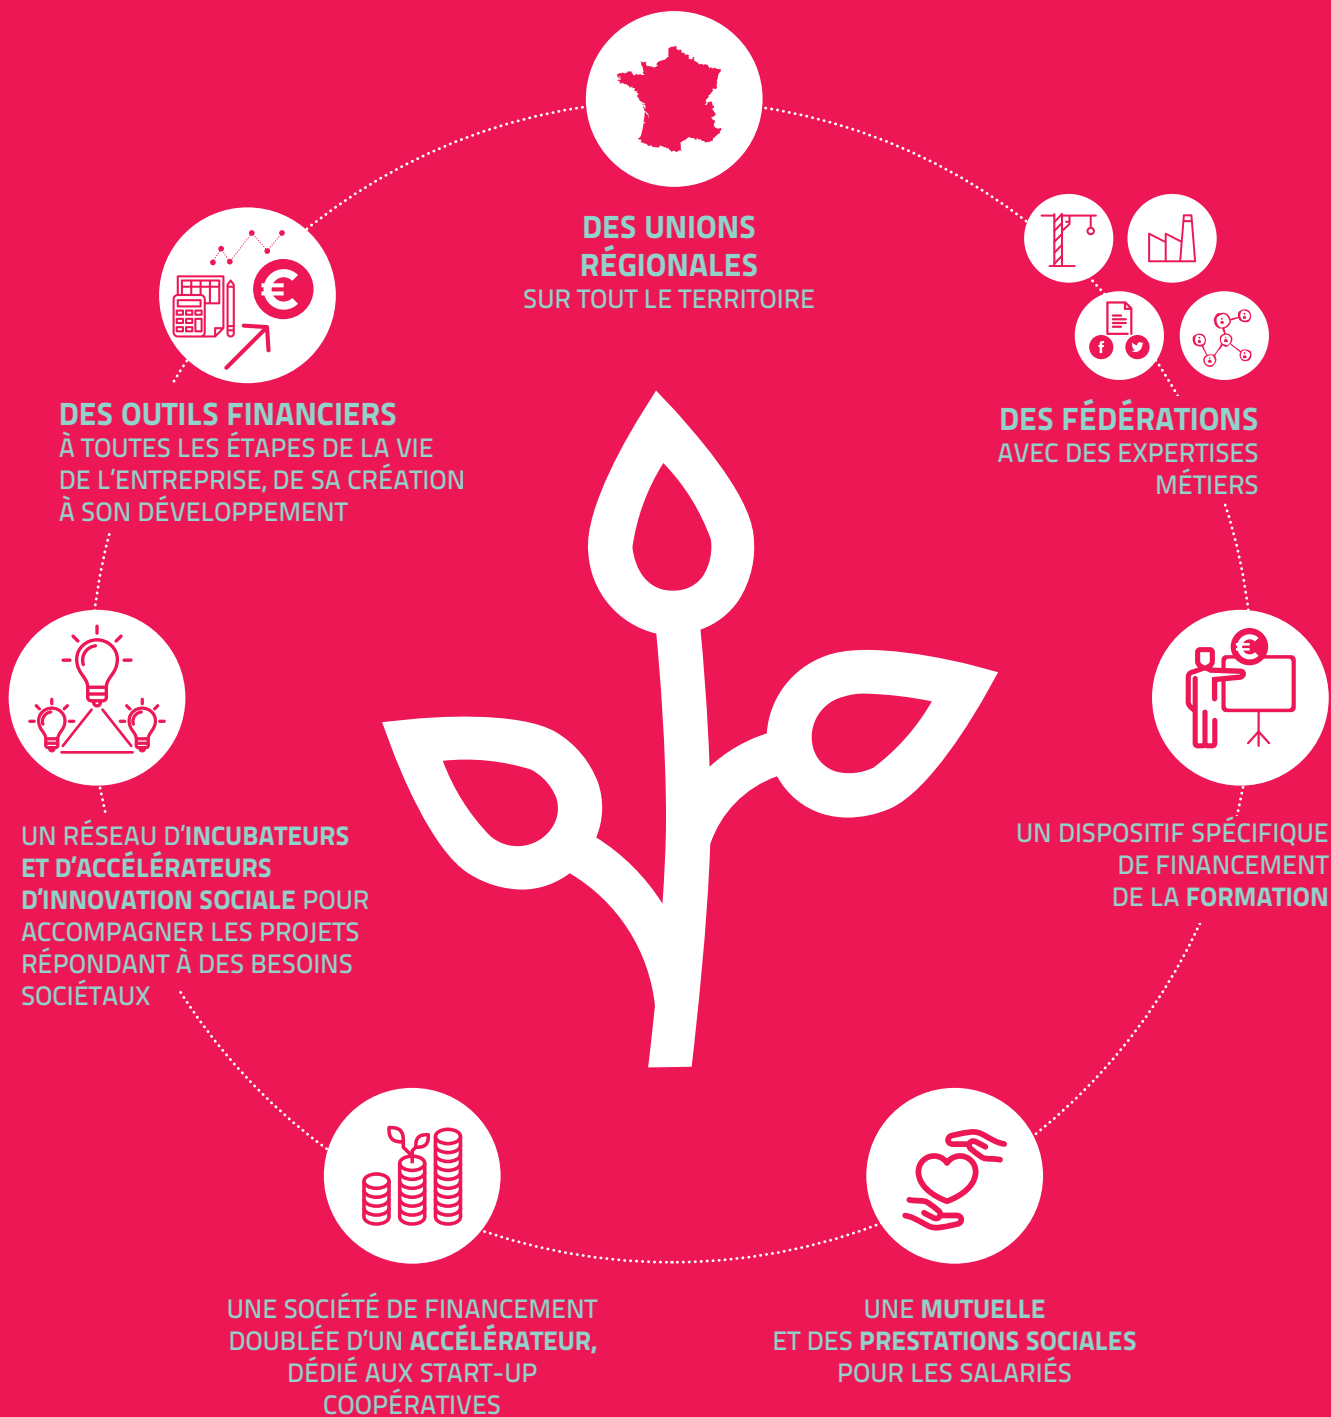 DES UNIONS
RÉGIONALES
SUR TOUT LE TERRITOIRE
DES OUTILS FINANCIERS
À TOUTES LES ÉTAPES DE LA VIE
DE L'ENTREPRISE, DE SA CRÉATION
À SON DÉVELOPPEMENT
DES FÉDÉRATIONS
AVEC DES EXPERTISES
MÉTIERS
UN RÉSEAU D'INCUBATEURS
ET D'ACCÉLÉRATEURS
D'INNOVATION SOCIALE POUR
ACCOMPAGNER LES PROJETS
RÉPONDANT À DES BESOINS
SOCIÉTAUX
UN DISPOSITIF SPÉCIFIQUE
DE FINANCEMENT
DE LA FORMATION
UNE SOCIÉTÉ DE FINANCEMENT
DOUBLÉE D'UN ACCÉLÉRATEUR,
DÉDIÉ AUX START-UP
COOPÉRATIVES
UNE MUTUELLE
ET DES PRESTATIONS SOCIALES
POUR LES SALARIÉS